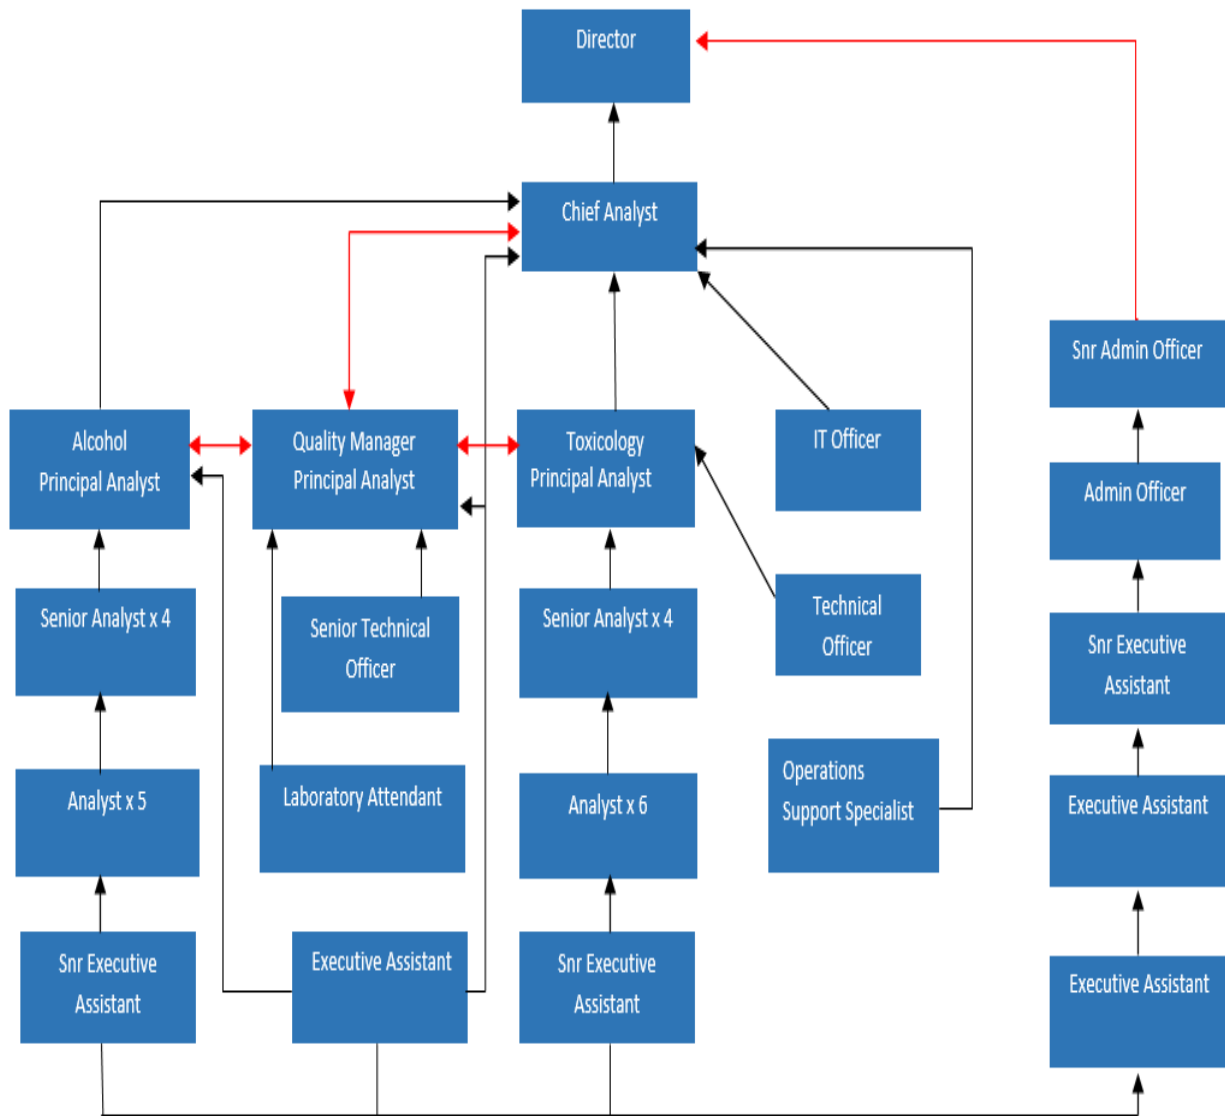 Director
Chief Analyst
Snr Admin Officer
Alcohol
Principal Analyst
Quality Manager
Principal Analyst
Toxicology
Principal Analyst
IT Officer
Admin Officer
Senior Analyst x 4
Senior Technical
Officer
Senior Analyst x 4
Technical
Officer
Snr Executive
Assistant
Analyst x 5
Laboratory Attendant
Analyst x 6
Operations
Support Specialist
Executive Assistant
Snr Executive
Assistant
Executive Assistant
Snr Executive
Assistant
Executive Assistant